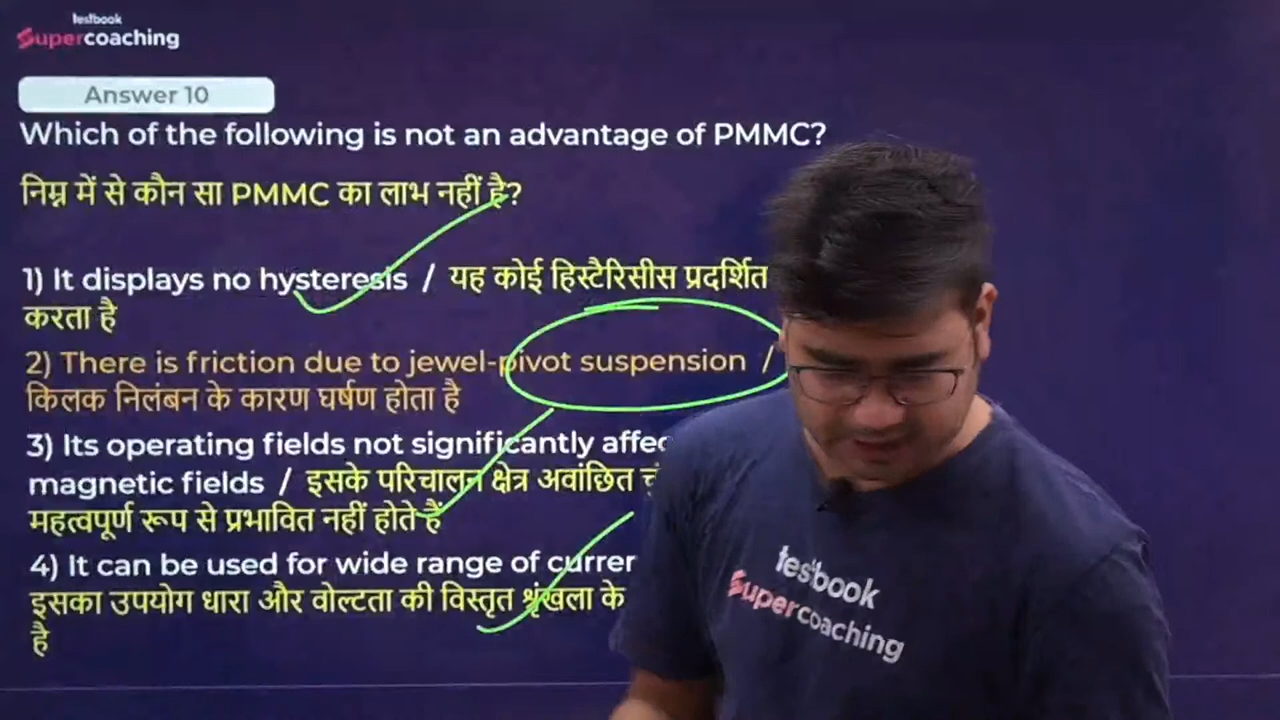 testbook
Supercoaching
Answer 10
Which of the following is not an advantage of PMMC?
निम्न में से कौन सा PMMC का लाभ नहीं है?
1) It displays no hysteresis / यह कोई हिस्टैरिसीस प्रदर्शित
करता है
2) There is friction due to jewel-pivot suspension /
किलक निलंबन के कारण घर्षण होता है
3) Its operating fields not significantly
magnetic fields / इसके परिचालन क्षेत्र अवांछित
महत्वपूर्ण रूप से प्रभावित नहीं होते हैं
4) It can be used for wide range of
इसका उपयोग धारा और वोल्टता की विस्तृत श्रृंखला के
है
testbook
Supercoaching